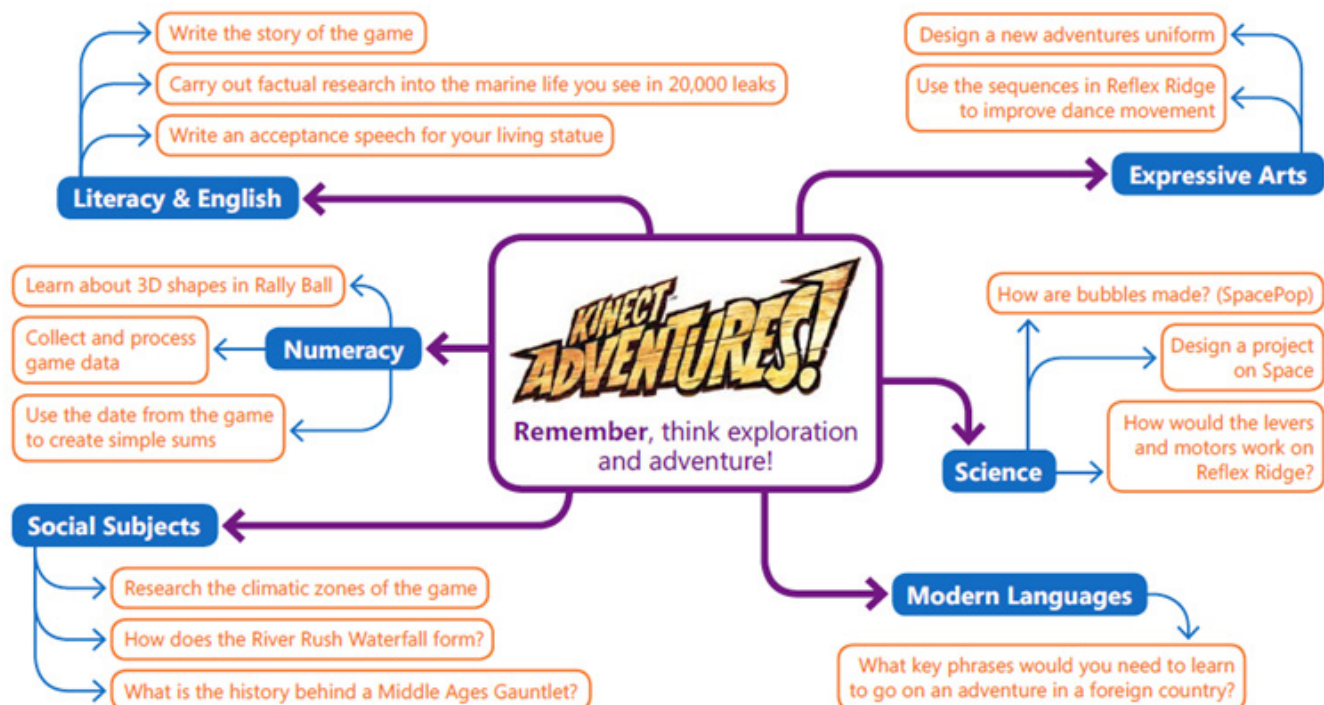 Write the story of the game
Carry out factual research into the marine life you see in 20,000 leaks
Write an acceptance speech for your living statue
Literacy & English
Design a new adventures uniform
Use the sequences in Reflex Ridge
to improve dance movement
Expressive Arts
Learn about 3D shapes in Rally Ball
Collect and process
game data
Numeracy
Use the date from the game
to create simple sums
KINECT
ADVENTURES!
Remember, think exploration
and adventure!
How are bubbles made? (SpacePop)
Design a project
on Space
How would the levers
and motors work on
Reflex Ridge?
Science
Social Subjects
Research the climatic zones of the game
How does the River Rush Waterfall form?
What is the history behind a Middle Ages Gauntlet?
Modern Languages
What key phrases would you need to learn
to go on an adventure in a foreign country?